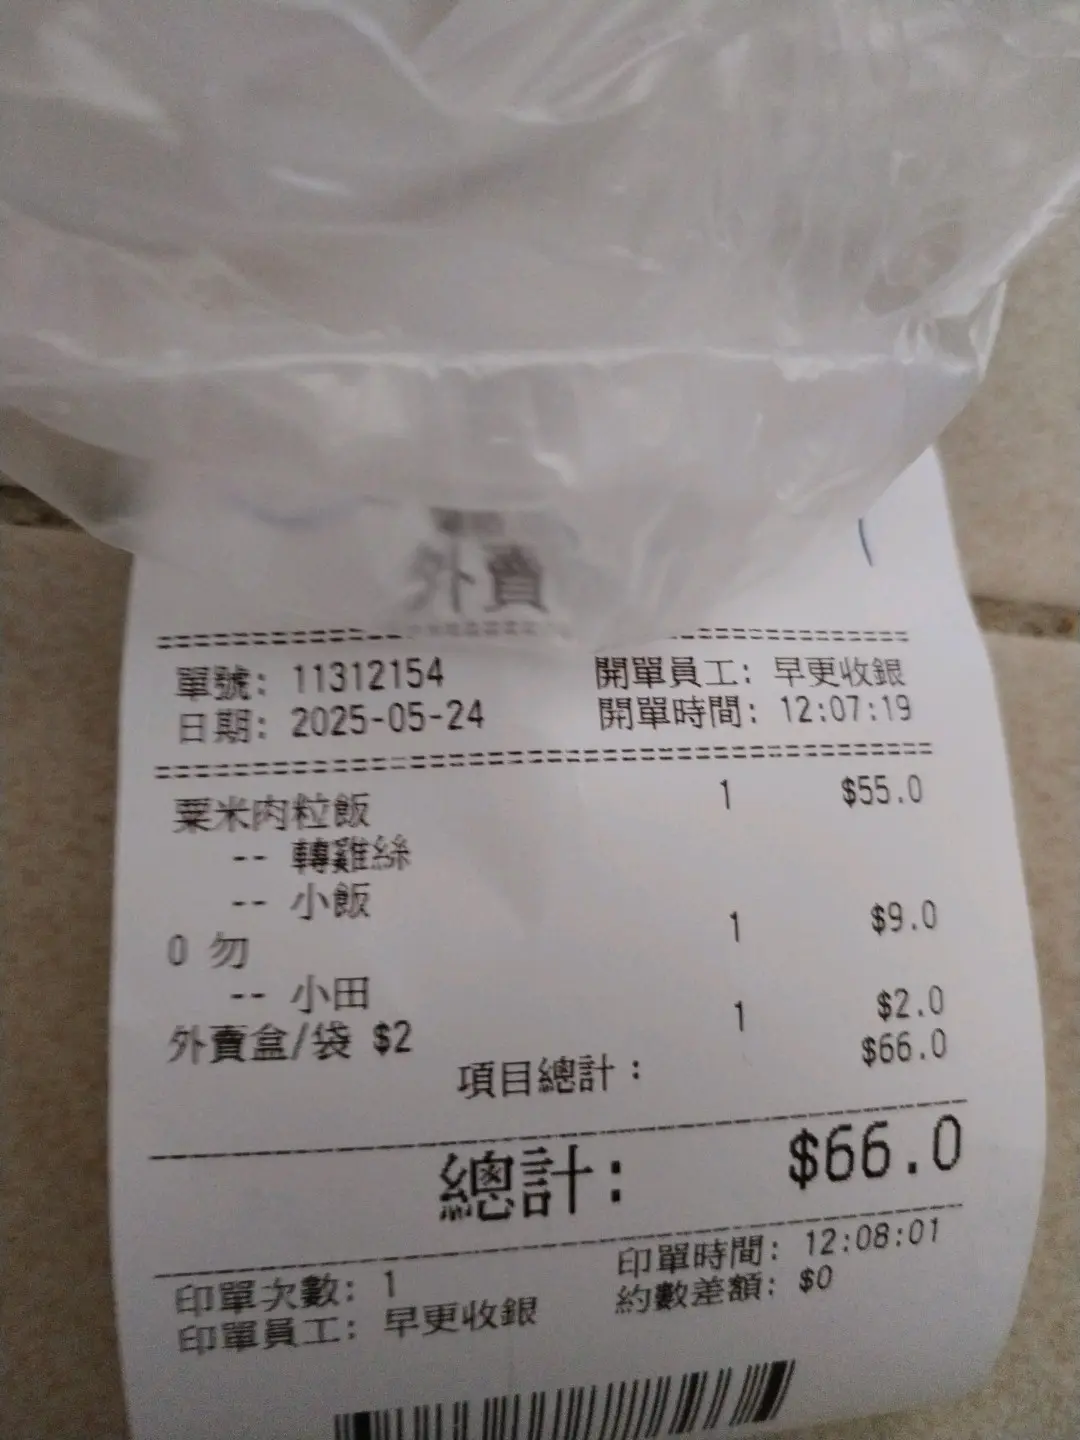 外賣
單號: 11312154 開單員工: 早更收銀
日期: 2025-05-24 開單時間: 12:07:19
粟米肉粒飯 1 $55.0
-- 轉雞絲
-- 小飯
0 勿 1 $9.0
-- 小田
外賣盒/袋 $2 1 $2.0
項目總計: $66.0
總計: $66.0
印單次數: 1 印單時間: 12:08:01
印單員工: 早更收銀 約數差額: $0